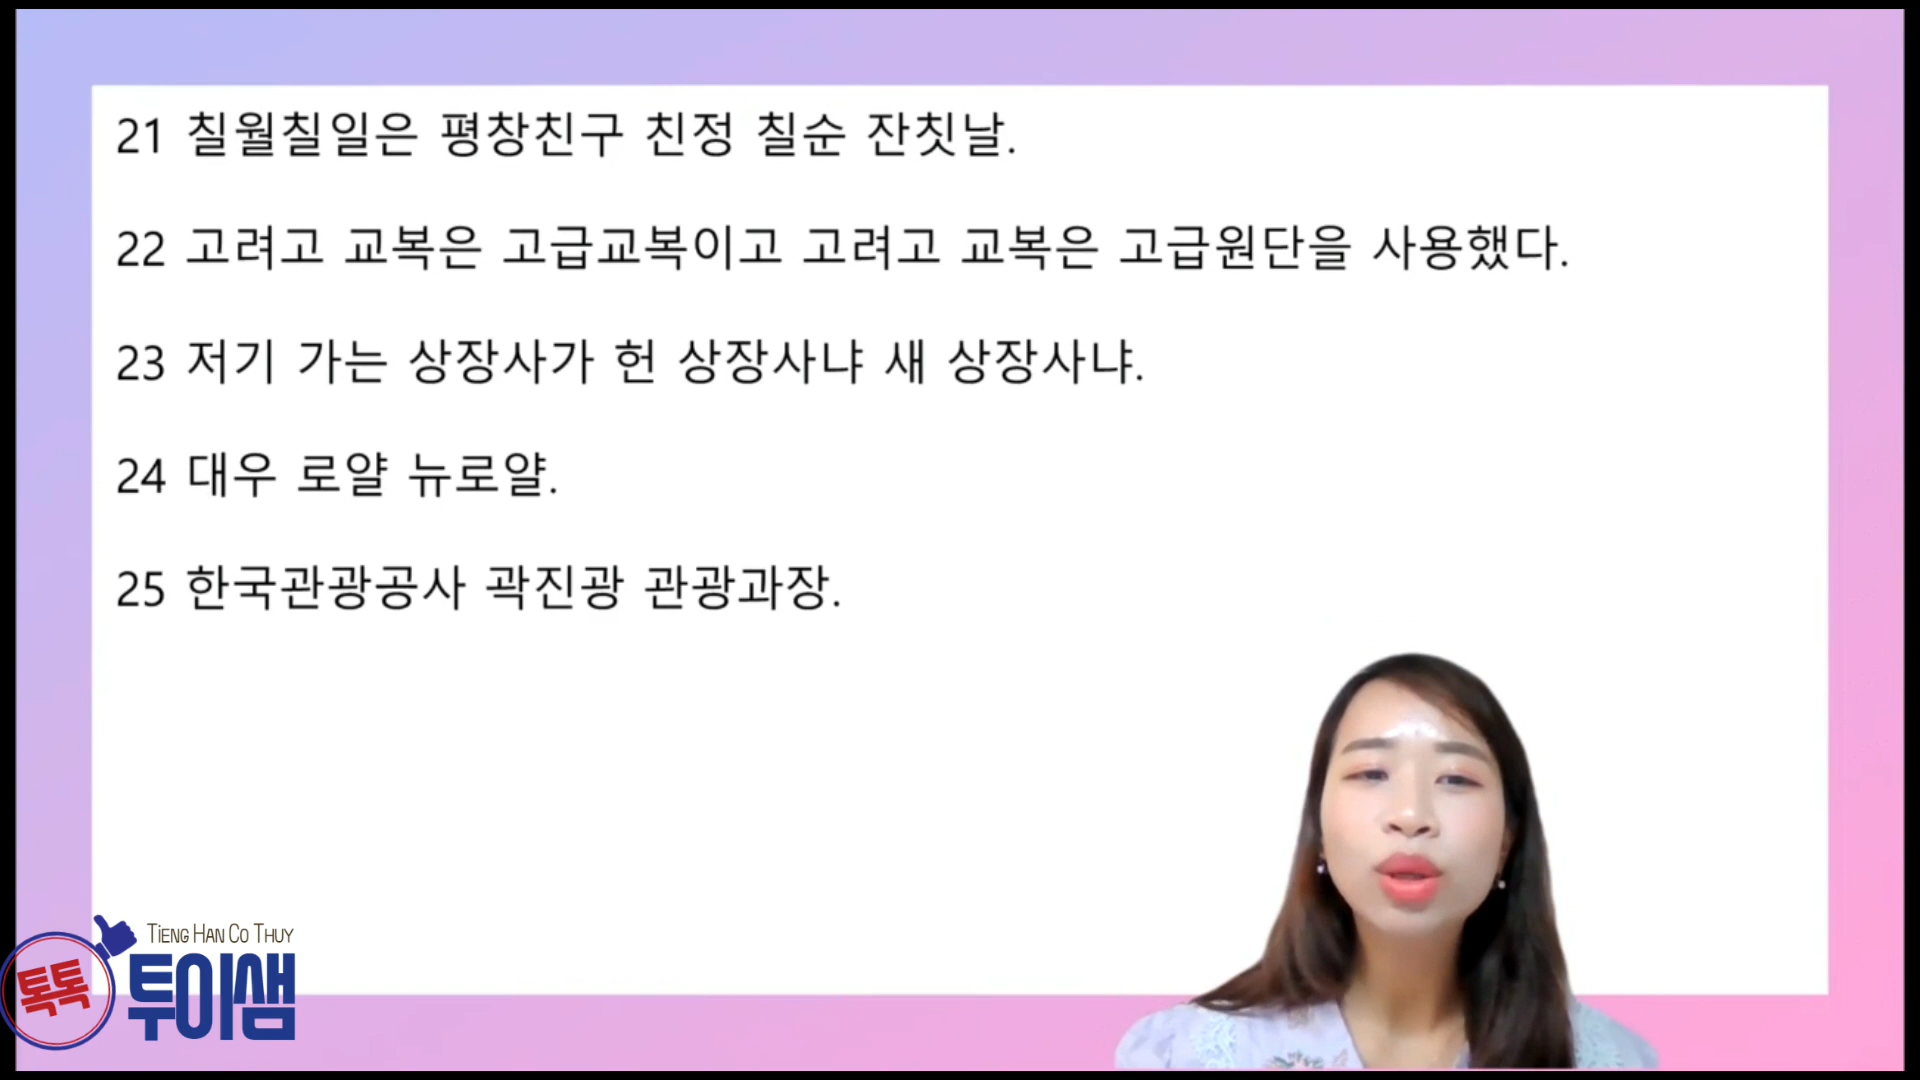 21 칠월칠일은 평창친구 친정 칠순 잔칫날.
22 고려고 교복은 고급교복이고 고려고 교복은 고급원단을 사용했다.
23 저기 가는 상장사가 헌 상장사냐 새 상장사냐.
24 대우 로얄 뉴로얄.
25 한국관광공사 곽진광 관광과장.
TIENG HAN CO THUY
톡톡 투이샘